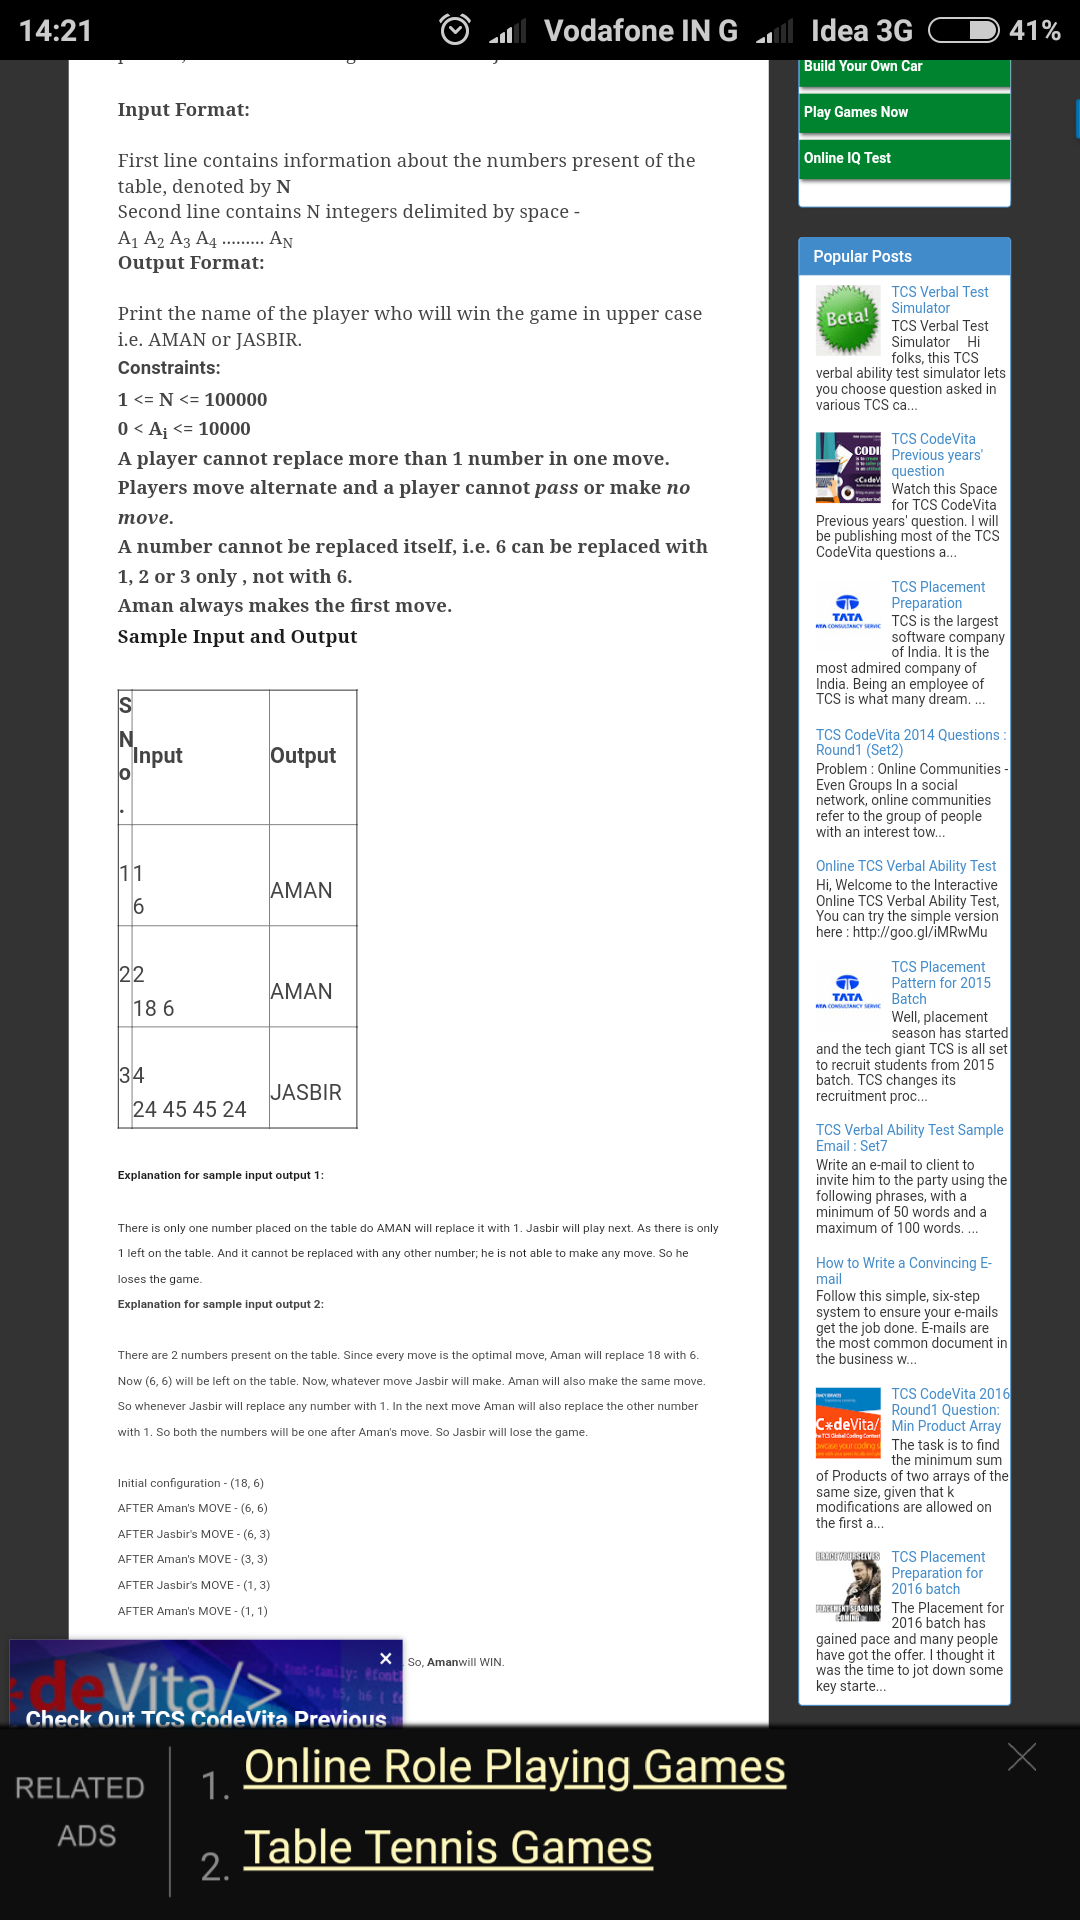 14:21
Vodafone IN G
Idea 3G
41%
Input Format:
First line contains information about the numbers present of the
table, denoted by N
Second line contains N integers delimited by space -
A1 A2 A3 A4 ......... AN
Output Format:
Print the name of the player who will win the game in upper case
i.e. AMAN or JASBIR.
Constraints:
1 <= N <= 100000
0 < Ai <= 10000
A player cannot replace more than 1 number in one move.
Players move alternate and a player cannot pass or make no
move.
A number cannot be replaced itself, i.e. 6 can be replaced with
1, 2 or 3 only , not with 6.
Aman always makes the first move.
Sample Input and Output
S
N
o
.
Input
Output
1
1
6
AMAN
2
2
18 6
AMAN
3
4
24 45 45 24
JASBIR
Explanation for sample input output 1:
There is only one number placed on the table do AMAN will replace it with 1. Jasbir will play next. As there is only
1 left on the table. And it cannot be replaced with any other number; he is not able to make any move. So he
loses the game.
Explanation for sample input output 2:
There are 2 numbers present on the table. Since every move is the optimal move, Aman will replace 18 with 6.
Now (6, 6) will be left on the table. Now, whatever move Jasbir will make. Aman will also make the same move.
So whenever Jasbir will replace any number with 1. In the next move Aman will also replace the other number
with 1. So both the numbers will be one after Aman's move. So Jasbir will lose the game.
Initial configuration - (18, 6)
AFTER Aman's MOVE - (6, 6)
AFTER Jasbir's MOVE - (6, 3)
AFTER Aman's MOVE - (3, 3)
AFTER Jasbir's MOVE - (1, 3)
AFTER Aman's MOVE - (1, 1)
. So, Amanwill WIN.
deVita/>
Check Out TCS CodeVita Previous
Build Your Own Car
Play Games Now
Online IQ Test
Popular Posts
Beta!
TCS Verbal Test
Simulator
TCS Verbal Test
Simulator Hi
folks, this TCS
verbal ability test simulator lets
you choose question asked in
various TCS ca...
TCS CodeVita
Previous years'
question
Watch this Space
for TCS CodeVita
Previous years' question. I will
be publishing most of the TCS
CodeVita questions a...
TATA
TCS Placement
Preparation
TCS is the largest
software company
of India. It is the
most admired company of
India. Being an employee of
TCS is what many dream. ...
TCS CodeVita 2014 Questions :
Round1 (Set2)
Problem : Online Communities -
Even Groups In a social
network, online communities
refer to the group of people
with an interest tow...
Online TCS Verbal Ability Test
Hi, Welcome to the Interactive
Online TCS Verbal Ability Test,
You can try the simple version
here : http://goo.gl/iMRwMu
TATA
TCS Placement
Pattern for 2015
Batch
Well, placement
season has started
and the tech giant TCS is all set
to recruit students from 2015
batch. TCS changes its
recruitment proc...
TCS Verbal Ability Test Sample
Email : Set7
Write an e-mail to client to
invite him to the party using the
following phrases, with a
minimum of 50 words and a
maximum of 100 words. ...
How to Write a Convincing E-
mail
Follow this simple, six-step
system to ensure your e-mails
get the job done. E-mails are
the most common document in
the business w...
C*deVita/
TCS CodeVita 2016
Round1 Question:
Min Product Array
The task is to find
the minimum sum
of Products of two arrays of the
same size, given that k
modifications are allowed on
the first a...
BRACE YOURSELVES
TCS Placement
Preparation for
2016 batch
The Placement for
2016 batch has
gained pace and many people
have got the offer. I thought it
was the time to jot down some
key starte...
RELATED
ADS
1. Online Role Playing Games
2. Table Tennis Games